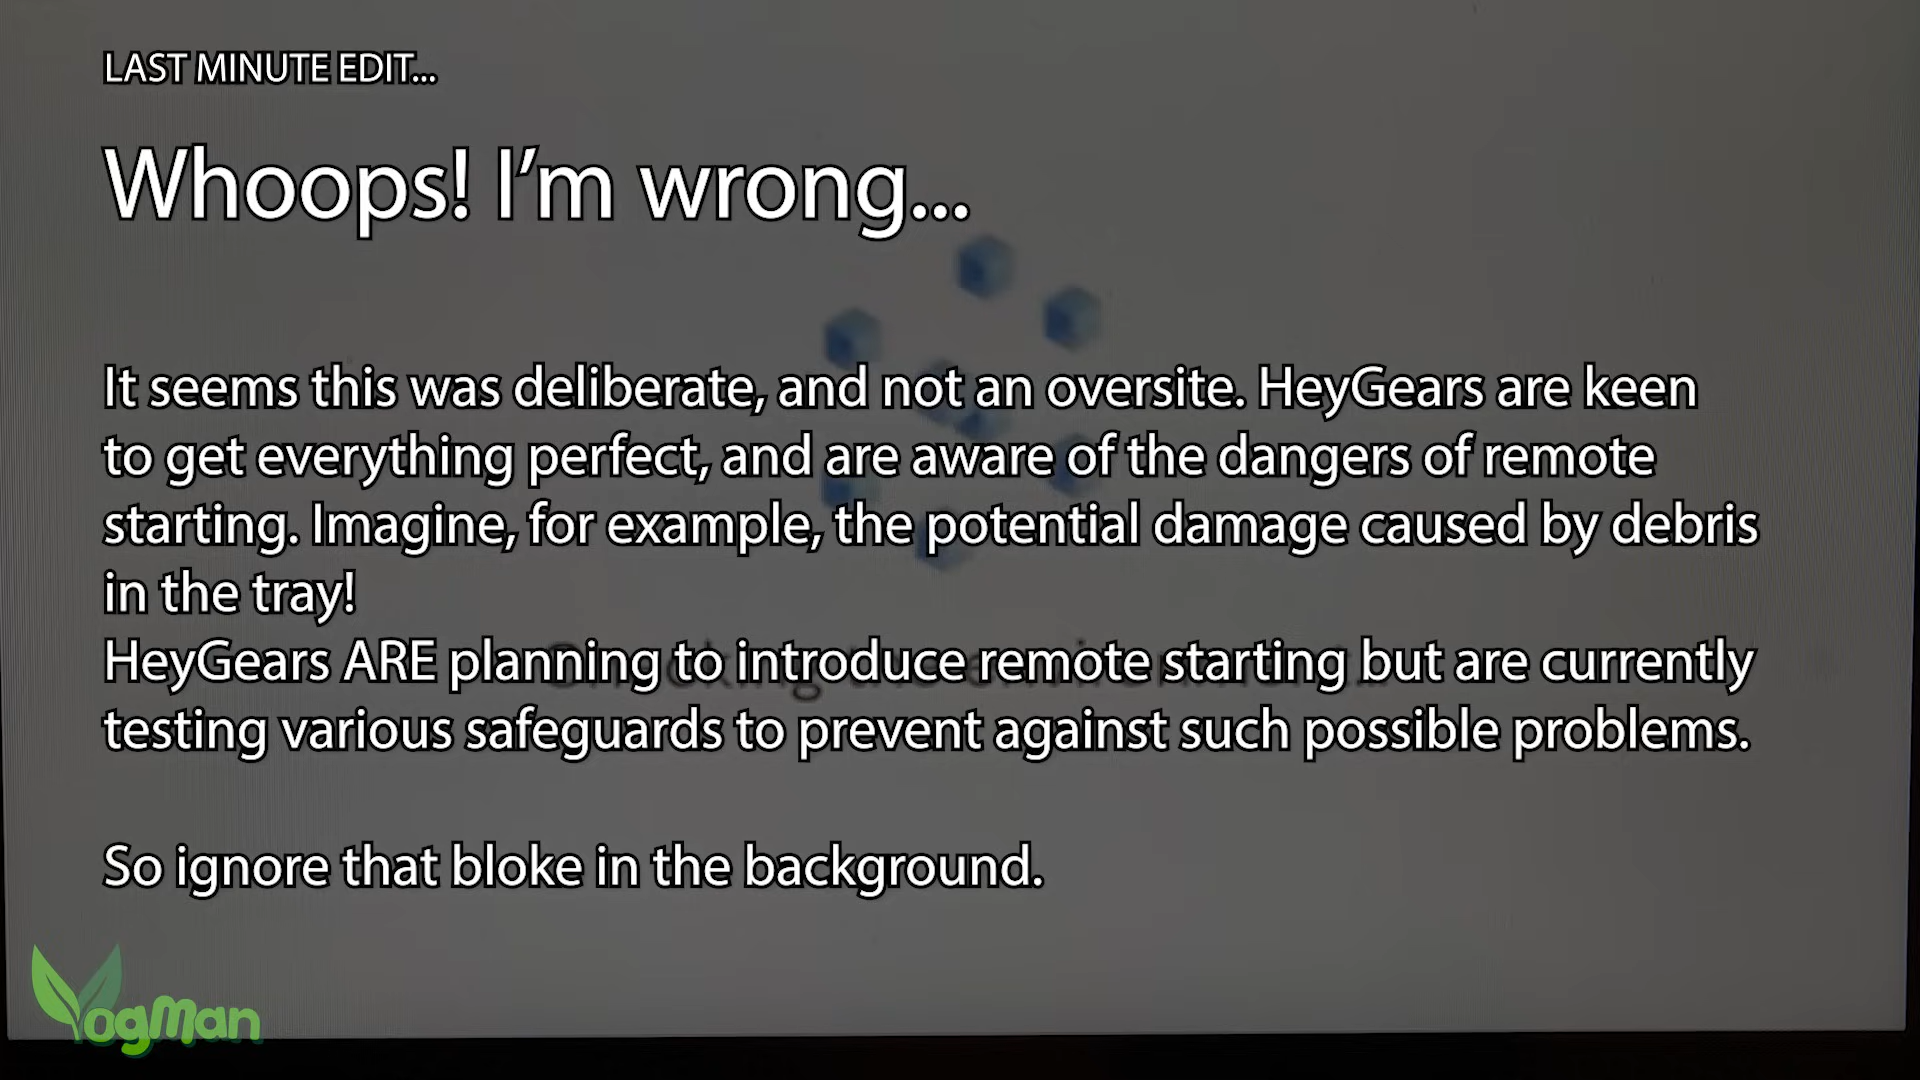 LAST MINUTE EDIT...
Whoops! I'm wrong...
It seems this was deliberate, and not an oversite. HeyGears are keen
to get everything perfect, and are aware of the dangers of remote
starting. Imagine, for example, the potential damage caused by debris
in the tray!
HeyGears ARE planning to introduce remote starting but are currently
testing various safeguards to prevent against such possible problems.
So ignore that bloke in the background.
YogMan